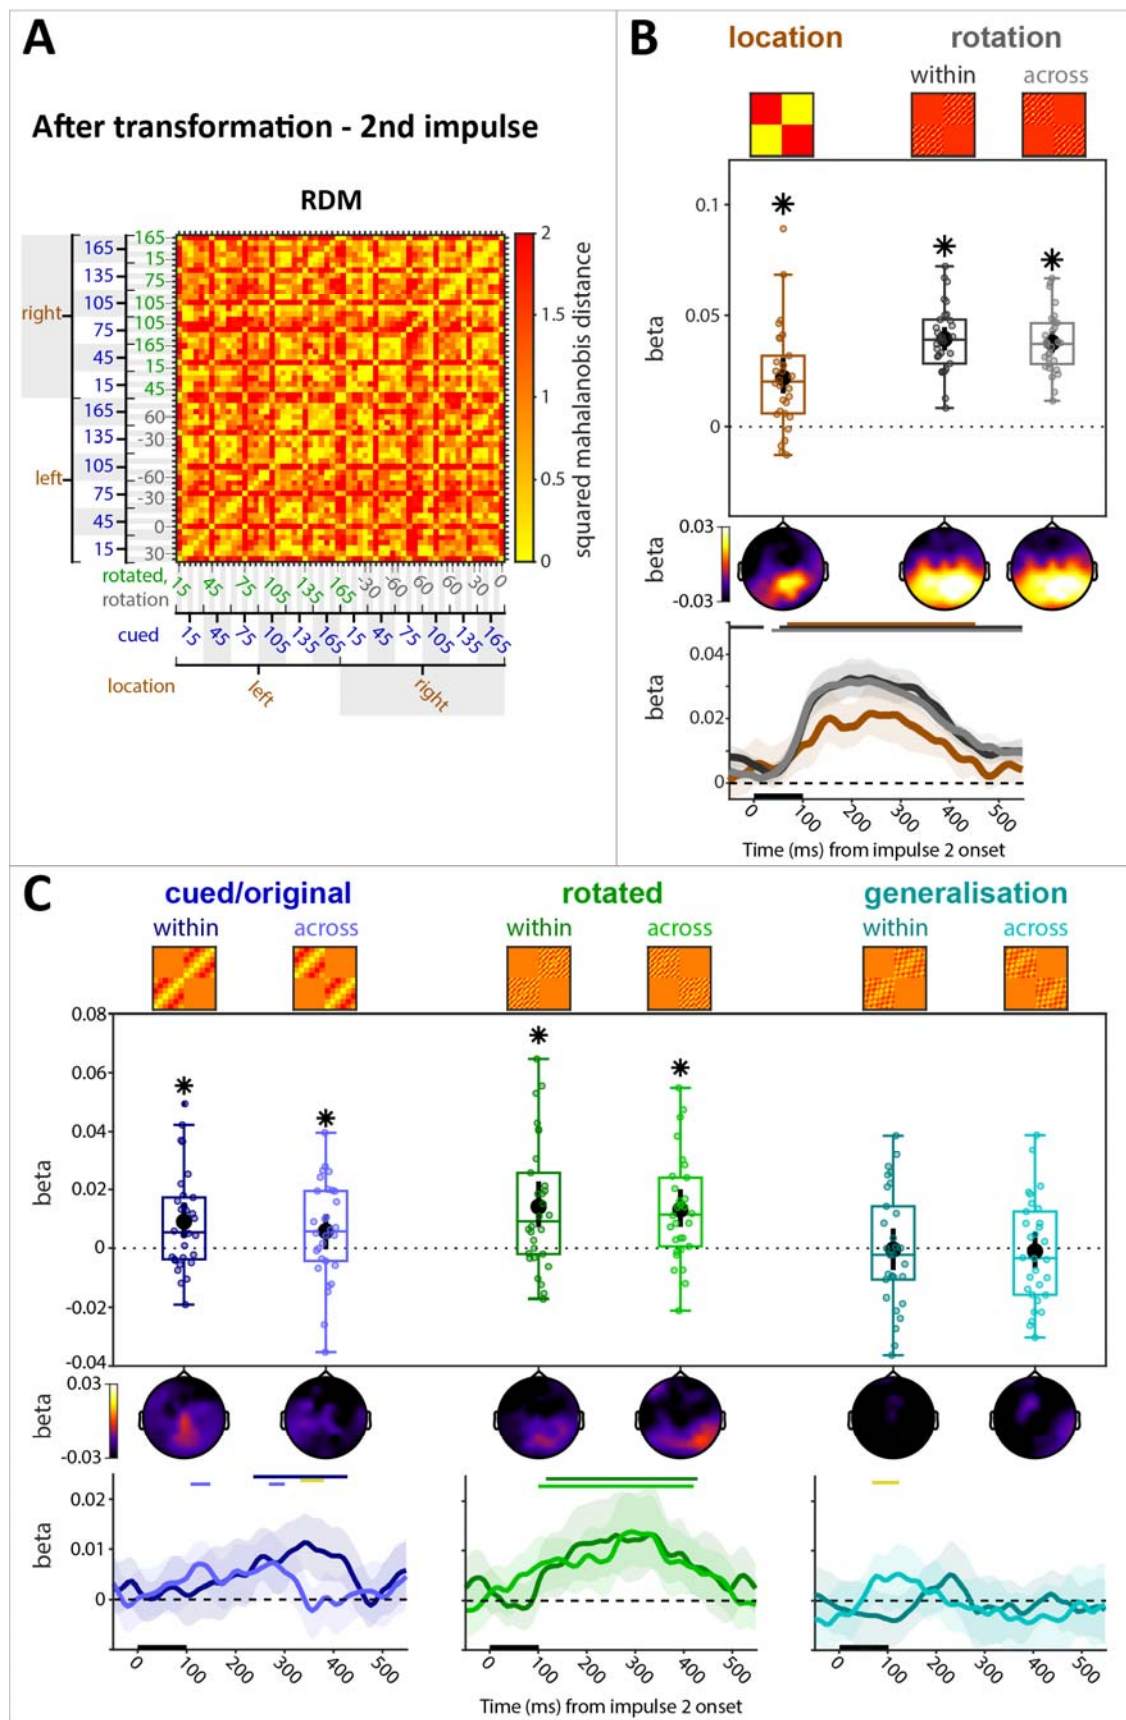 A
After transformation - 2nd impulse
RDM
right
left
165
135
105
75
45
15
165
135
105
75
45
15
165
15
75
105
105
165
15
45
60
-30
-60
-30
0
30
2
1.5
1
0.5
0
squared mahalanobis distance
rotated,
rotation
15 45 75 105 135 165 -30 -60 60 60 30 0
cued
15 45 75 105 135 165 15 45 75 105 135 165
location
left
right
B
location
rotation
within
across
0.1
0.05
0
beta
0.03
-0.03
beta
0.04
0.02
0
beta
0 100 200 300 400 500
Time (ms) from impulse 2 onset
C
cued/original
rotated
generalisation
within across within across within across
0.08
0.06
0.04
0.02
0
-0.02
-0.04
beta
0.03
-0.03
beta
0.02
0.01
0
beta
0 100 200 300 400 500
0 100 200 300 400 500
0 100 200 300 400 500
Time (ms) from impulse 2 onset